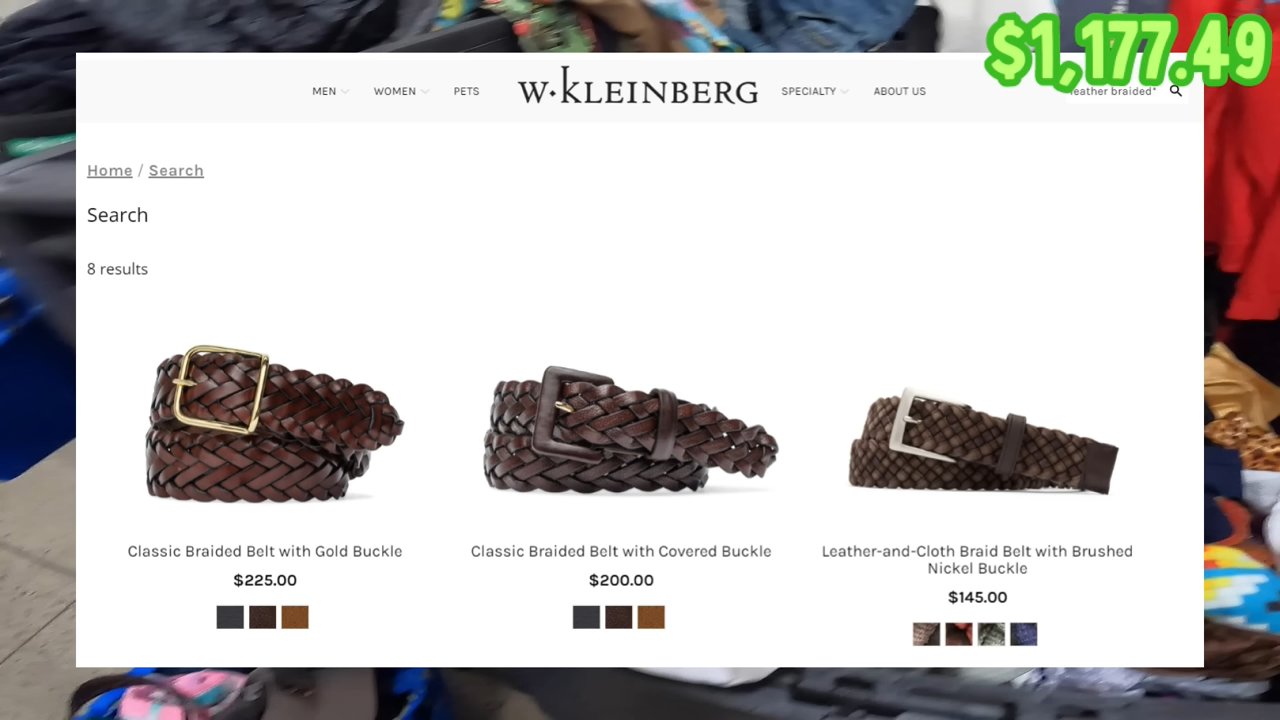 $1,177.49
MEN
WOMEN
PETS
W·KLEINBERG
SPECIALTY
ABOUT US
leather braided*
Home / Search
Search
8 results
Classic Braided Belt with Gold Buckle
$225.00
Classic Braided Belt with Covered Buckle
$200.00
Leather-and-Cloth Braid Belt with Brushed
Nickel Buckle
$145.00